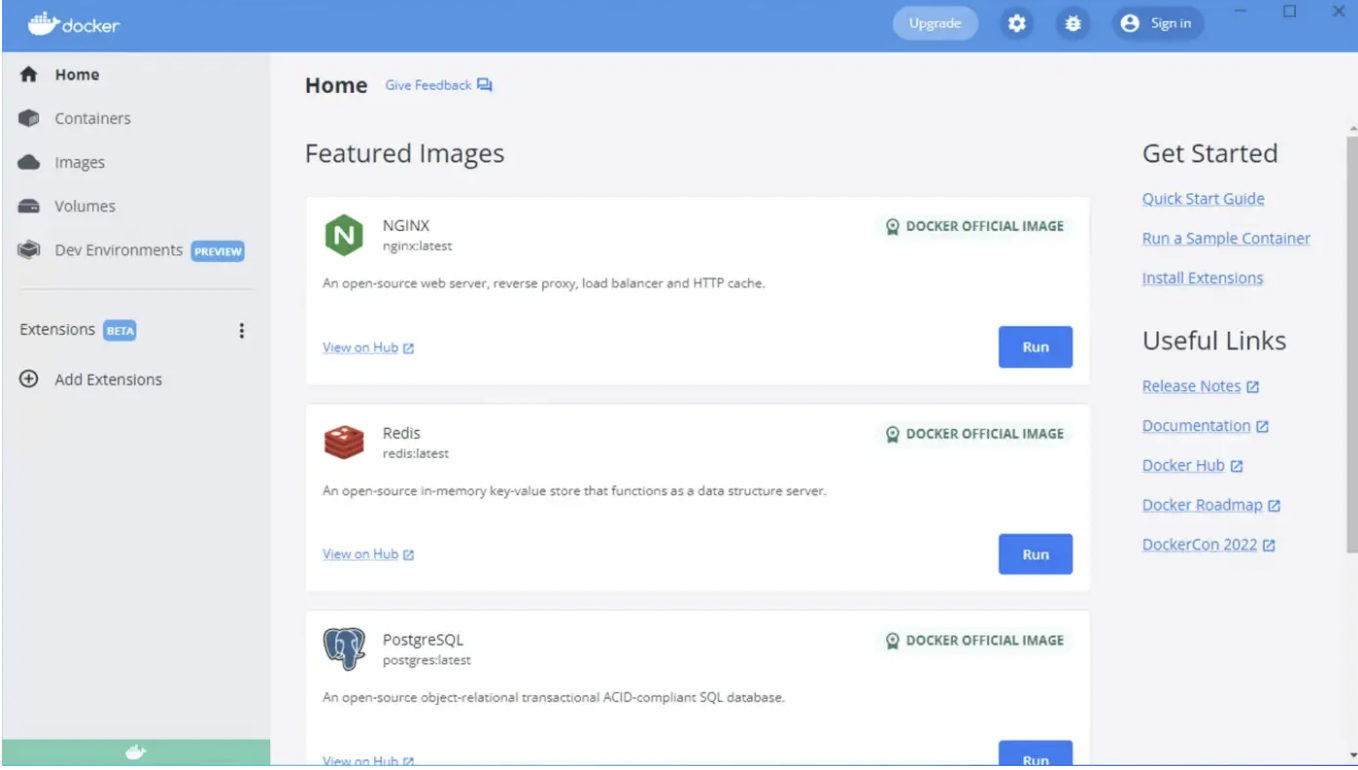 docker
Upgrade
Sign in
Home
Containers
Images
Volumes
Dev Environments PREVIEW
Extensions BETA
Add Extensions
Home Give Feedback
Featured Images
NGINX
nginx:latest
DOCKER OFFICIAL IMAGE
An open-source web server, reverse proxy, load balancer and HTTP cache.
View on Hub
Run
Redis
redis:latest
DOCKER OFFICIAL IMAGE
An open-source in-memory key-value store that functions as a data structure server.
View on Hub
Run
PostgreSQL
postgres:latest
DOCKER OFFICIAL IMAGE
An open-source object-relational transactional ACID-compliant SQL database.
View on Hub
Run
Get Started
Quick Start Guide
Run a Sample Container
Install Extensions
Useful Links
Release Notes
Documentation
Docker Hub
Docker Roadmap
DockerCon 2022